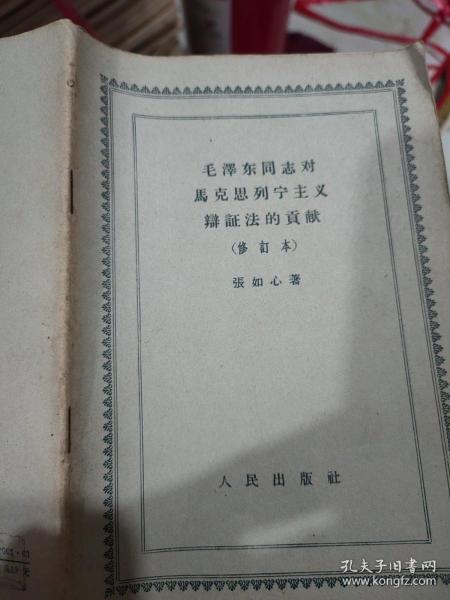 毛澤东同志对
馬克思列宁主义
辯証法的貢献
(修訂本)
張如心著
人民出版社
孔夫子旧书网
www.kongfz.com